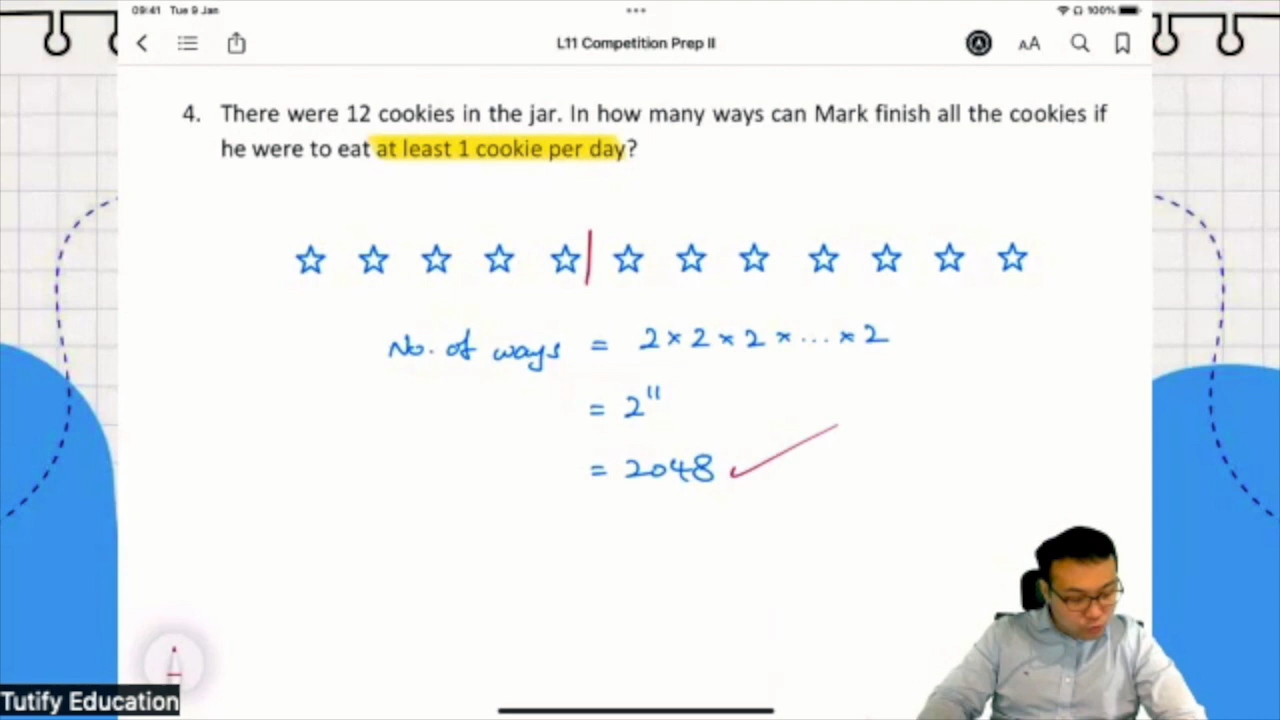 09:41 Tue 9 Jan
100%
L11 Competition Prep II
AA
4. There were 12 cookies in the jar. In how many ways can Mark finish all the cookies if
he were to eat at least 1 cookie per day?
No. of ways = 2 × 2 × 2 × ... × 2
= 2¹¹
= 2048
Tutify Education